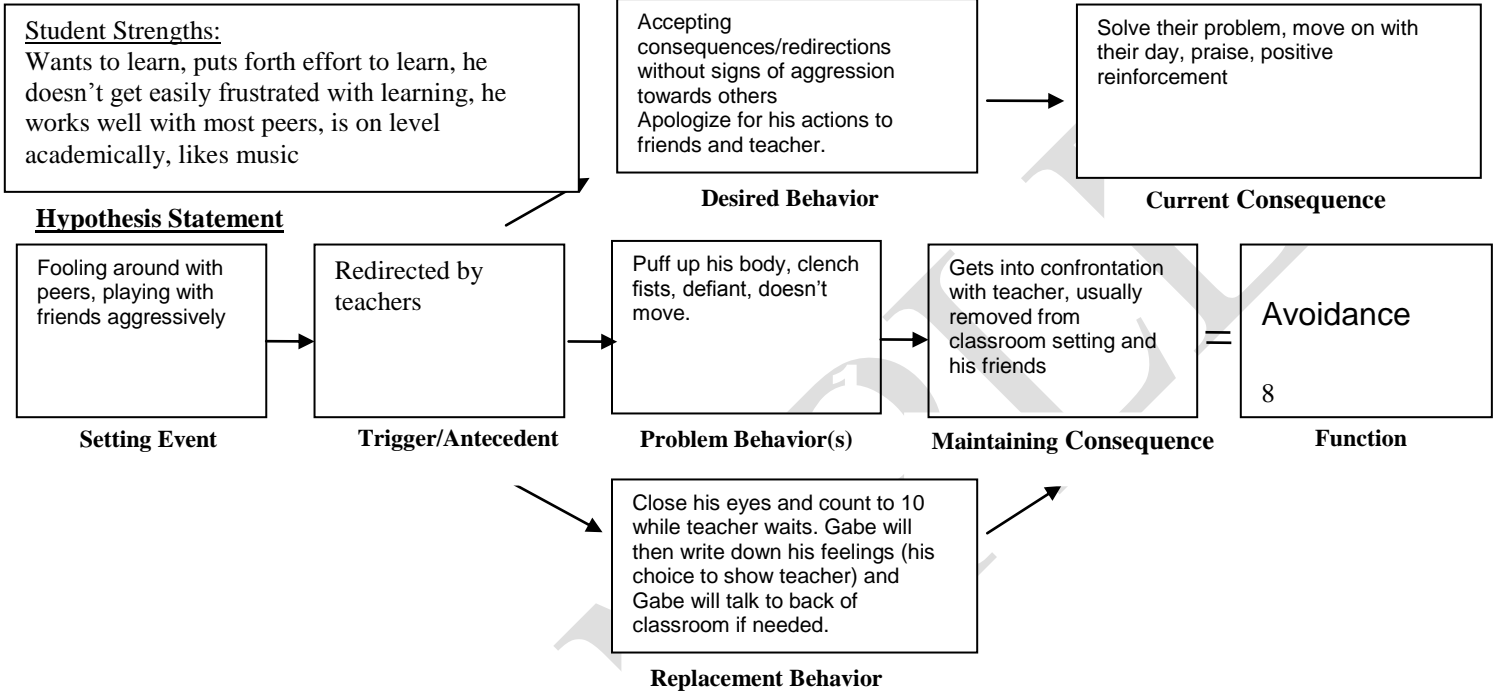 Student Strengths:
Wants to learn, puts forth effort to learn, he
doesn't get easily frustrated with learning, he
works well with most peers, is on level
academically, likes music
Accepting
consequences/redirections
without signs of aggression
towards others
Apologize for his actions to
friends and teacher.
Desired Behavior
Solve their problem, move on with
their day, praise, positive
reinforcement
Current Consequence
Hypothesis Statement
Fooling around with
peers, playing with
friends aggressively
Setting Event
Redirected by
teachers
Trigger/Antecedent
Puff up his body, clench
fists, defiant, doesn't
move.
Problem Behavior(s)
Gets into confrontation
with teacher, usually
removed from
classroom setting and
his friends
Maintaining Consequence
=
Avoidance
8
Function
Close his eyes and count to 10
while teacher waits. Gabe will
then write down his feelings (his
choice to show teacher) and
Gabe will talk to back of
classroom if needed.
Replacement Behavior